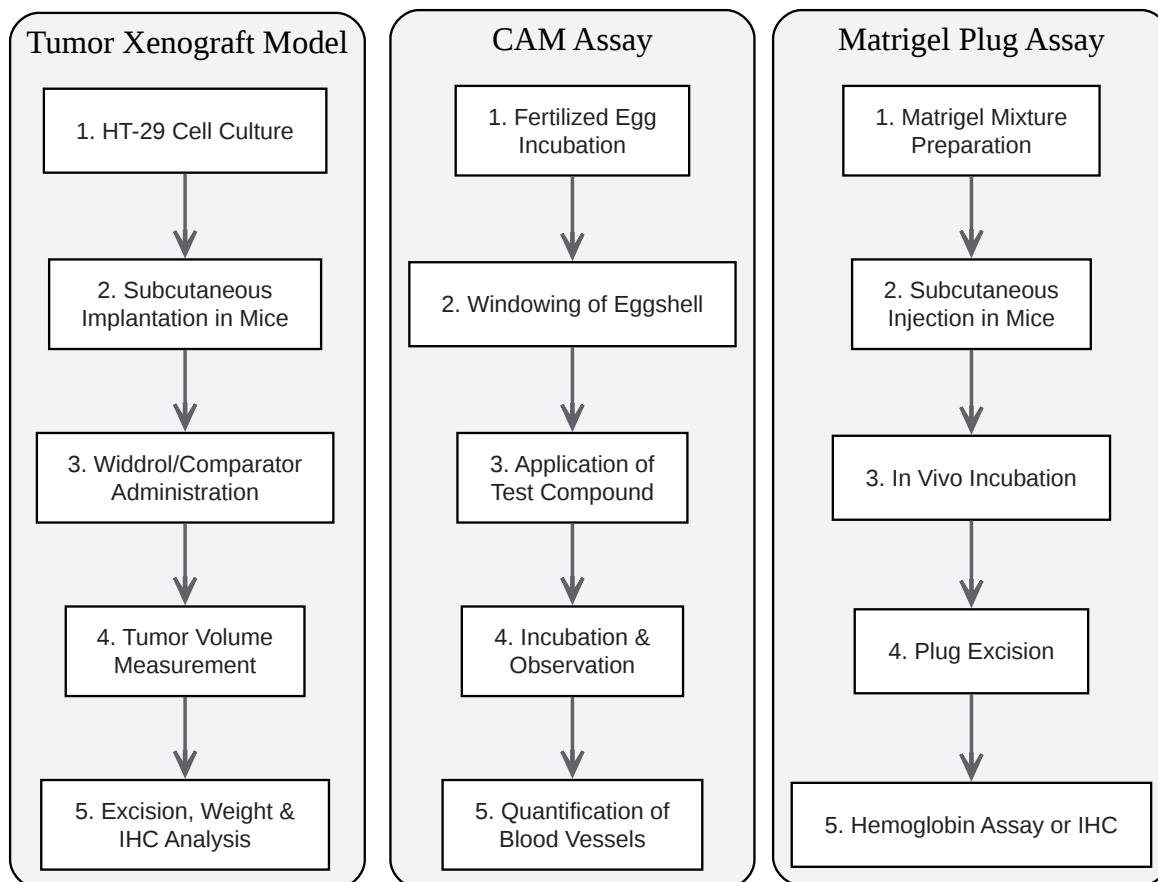 Tumor Xenograft Model
1. HT-29 Cell Culture
2. Subcutaneous
Implantation in Mice
3. Widdrol/Comparator
Administration
4. Tumor Volume
Measurement
5. Excision, Weight &
IHC Analysis
CAM Assay
1. Fertilized Egg
Incubation
2. Windowing of Eggshell
3. Application of
Test Compound
4. Incubation &
Observation
5. Quantification of
Blood Vessels
Matrigel Plug Assay
1. Matrigel Mixture
Preparation
2. Subcutaneous
Injection in Mice
3. In Vivo Incubation
4. Plug Excision
5. Hemoglobin Assay or IHC